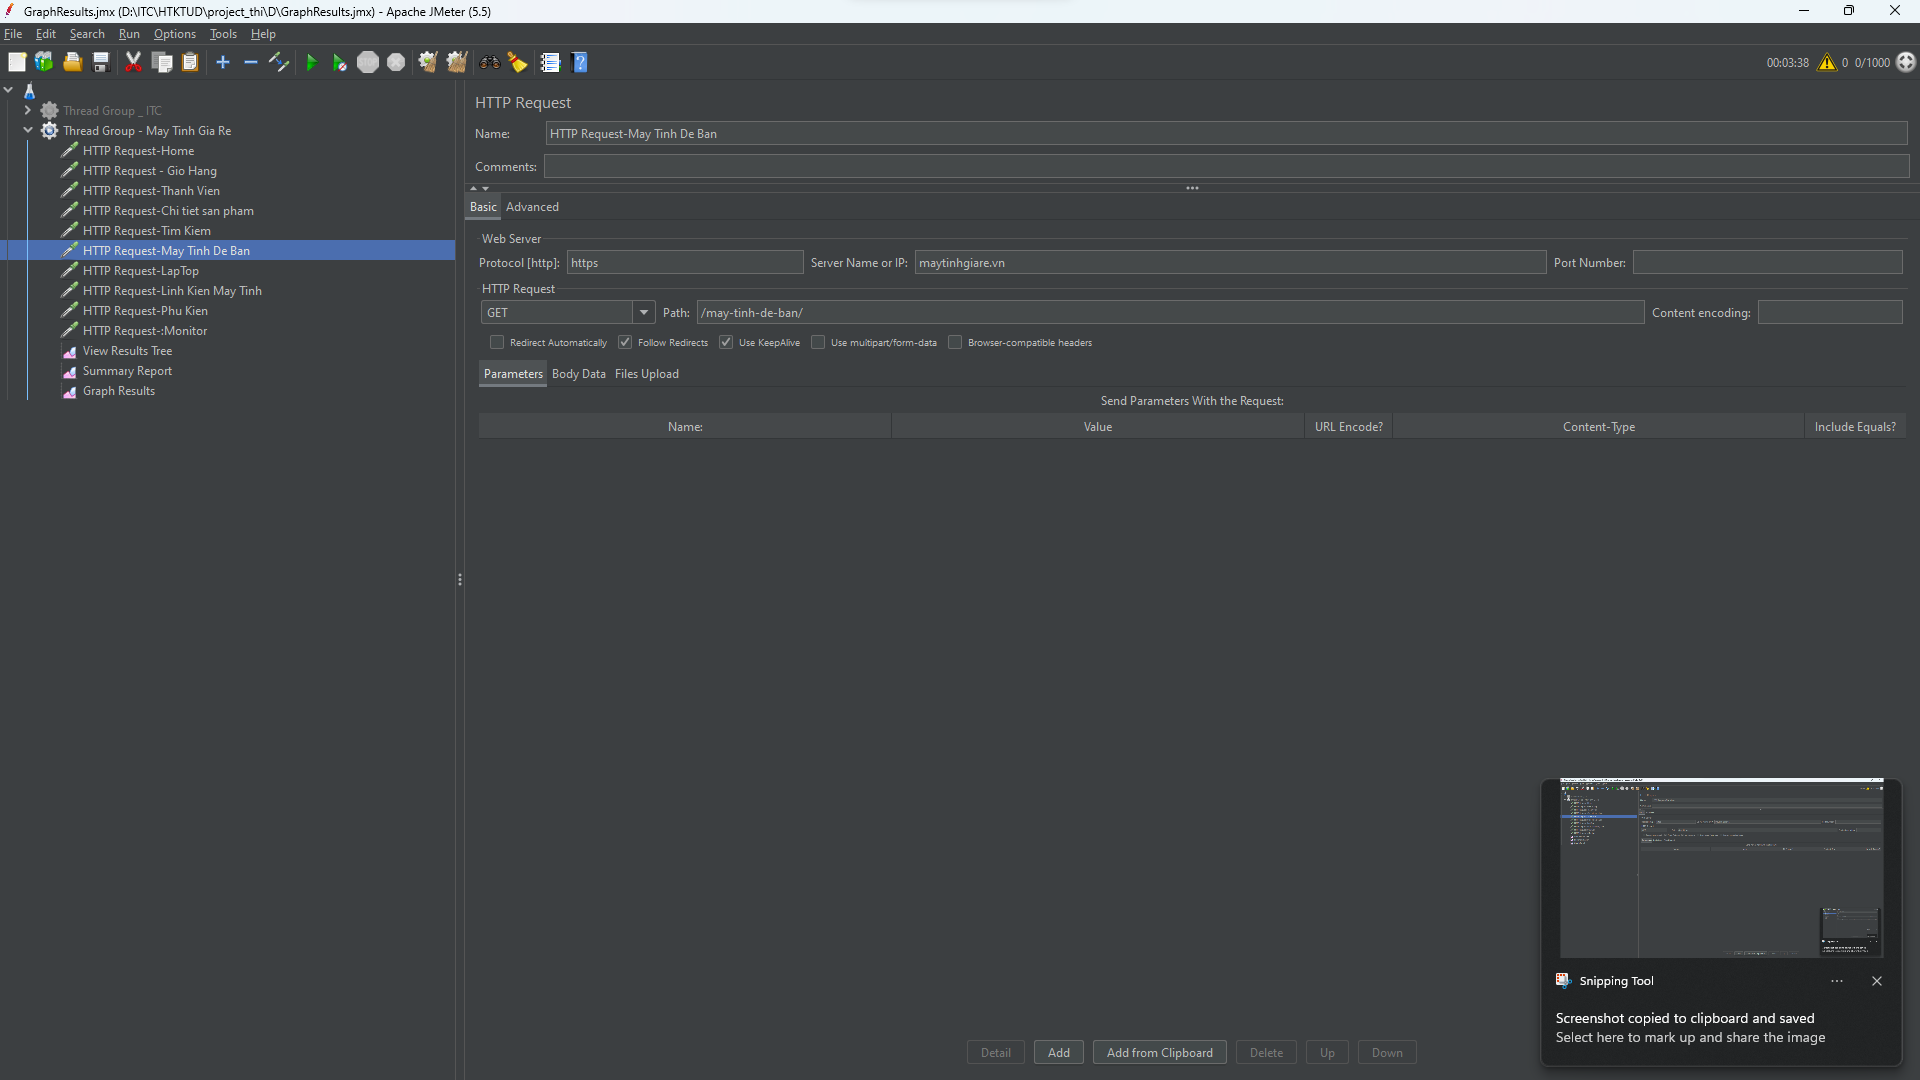 GraphResults.jmx (D:\ITC\HTKTUD\project_thi\D\GraphResults.jmx) - Apache JMeter (5.5)
File Edit Search Run Options Tools Help
00:03:38 0 0/1000
Thread Group _ ITC
Thread Group - May Tinh Gia Re
HTTP Request-Home
HTTP Request - Gio Hang
HTTP Request-Thanh Vien
HTTP Request-Chi tiet san pham
HTTP Request-Tim Kiem
HTTP Request-May Tinh De Ban
HTTP Request-LapTop
HTTP Request-Linh Kien May Tinh
HTTP Request-Phu Kien
HTTP Request-:Monitor
View Results Tree
Summary Report
Graph Results
HTTP Request
Name: HTTP Request-May Tinh De Ban
Comments:
Basic Advanced
Web Server
Protocol [http]: https Server Name or IP: maytinhgiare.vn Port Number:
HTTP Request
GET Path: /may-tinh-de-ban/ Content encoding:
Redirect Automatically Follow Redirects Use KeepAlive Use multipart/form-data Browser-compatible headers
Parameters Body Data Files Upload
Send Parameters With the Request:
Name: Value URL Encode? Content-Type Include Equals?
Detail Add Add from Clipboard Delete Up Down
Snipping Tool
Screenshot copied to clipboard and saved
Select here to mark up and share the image